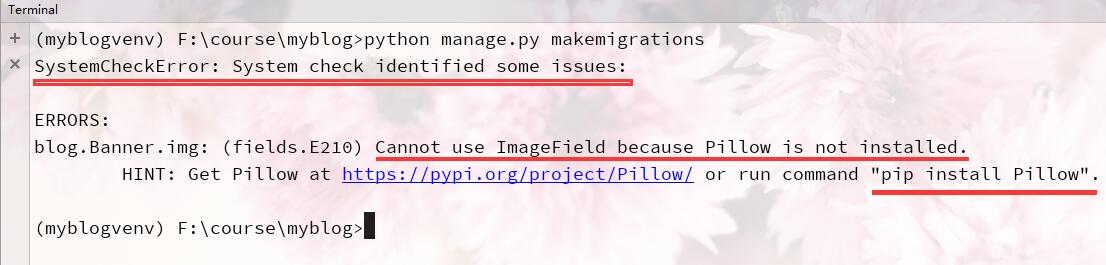 Terminal
+ (myblogvenv) F:\course\myblog>python manage.py makemigrations
× SystemCheckError: System check identified some issues:
ERRORS:
blog.Banner.img: (fields.E210) Cannot use ImageField because Pillow is not installed.
HINT: Get Pillow at https://pypi.org/project/Pillow/ or run command "pip install Pillow".
(myblogvenv) F:\course\myblog>